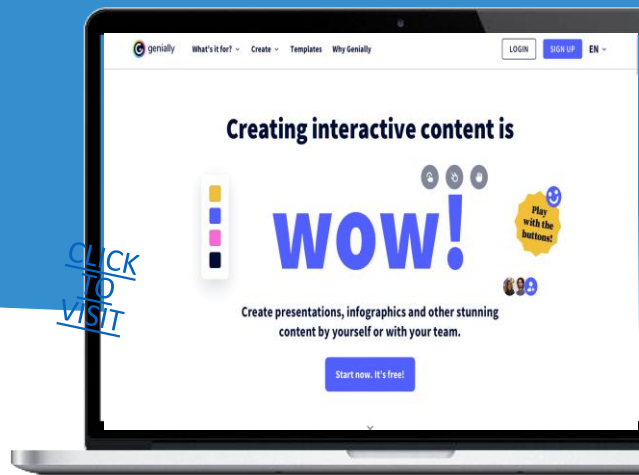 genially What's it for? Create Templates Why Genially LOGIN SIGN UP EN
Creating interactive content is
wow!
Play
with the
buttons!
CLICK
TO
VISIT
Create presentations, infographics and other stunning
content by yourself or with your team.
Start now. It's free!